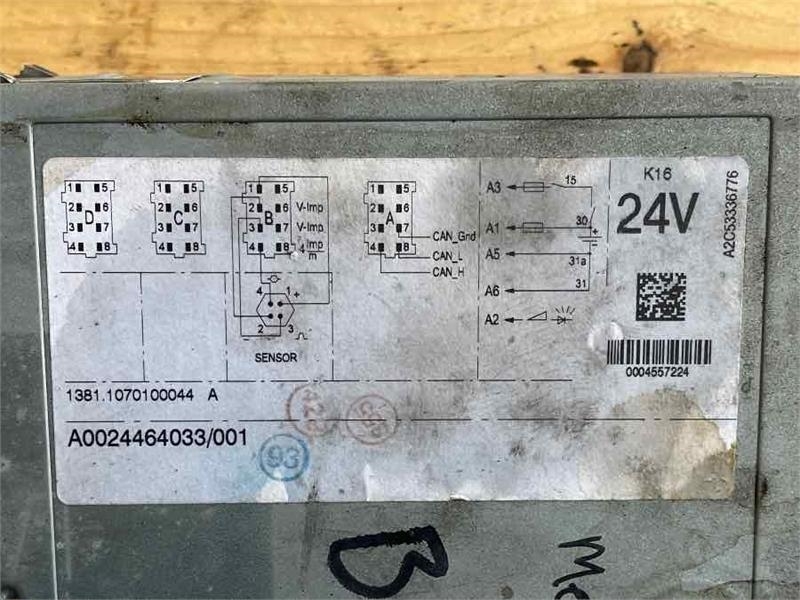 1 5
2 6
3 D 7
4 8
1 5
2 6
3 C 7
4 8
1 5
2 6
3 B 7
4 8
V-Imp
V-Imp
Imp
4
m
1 5
2 6
3 A 7
4 8
CAN_Gnd
CAN_L
CAN_H
A3 15
A1 30
+
A5 31a
A6 31
A2
K16
24V
A2C53336776
0004557224
4 1 +
2 3
−
SENSOR
1381.1070100044 A
A0024464033/001
93
B